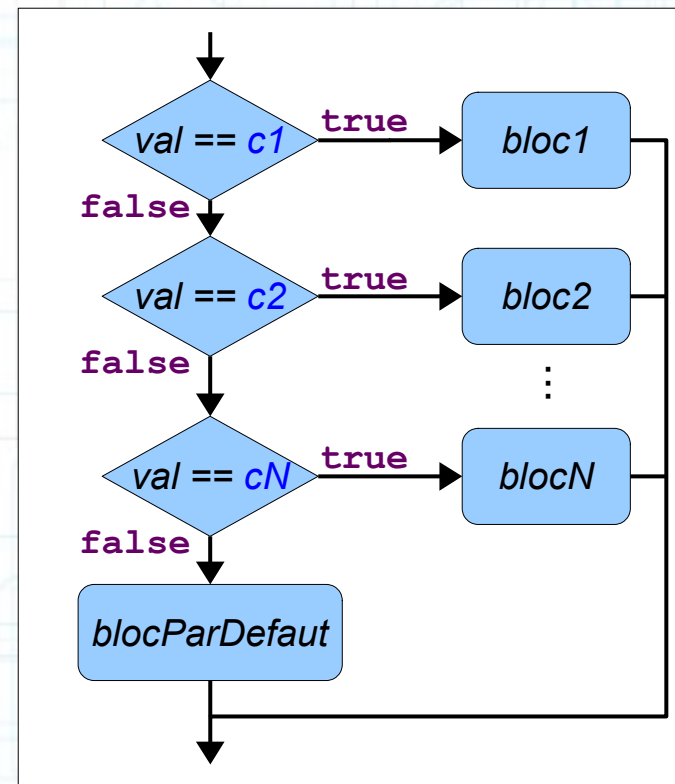 val == c1
true
bloc1
false
val == c2
true
bloc2
false
⋮
val == cN
true
blocN
false
blocParDefaut